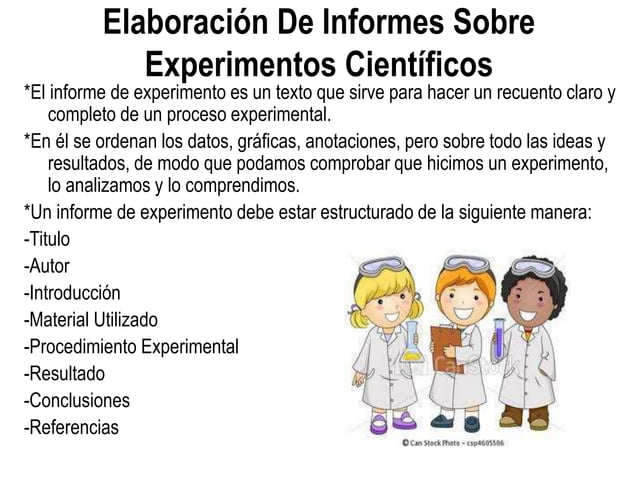 Elaboración De Informes Sobre
Experimentos Científicos
*El informe de experimento es un texto que sirve para hacer un recuento claro y
completo de un proceso experimental.
*En él se ordenan los datos, gráficas, anotaciones, pero sobre todo las ideas y
resultados, de modo que podamos comprobar que hicimos un experimento,
lo analizamos y lo comprendimos.
*Un informe de experimento debe estar estructurado de la siguiente manera:
-Titulo
-Autor
-Introducción
-Material Utilizado
-Procedimiento Experimental
-Resultado
-Conclusiones
-Referencias
© Can Stock Photo - csp4605506